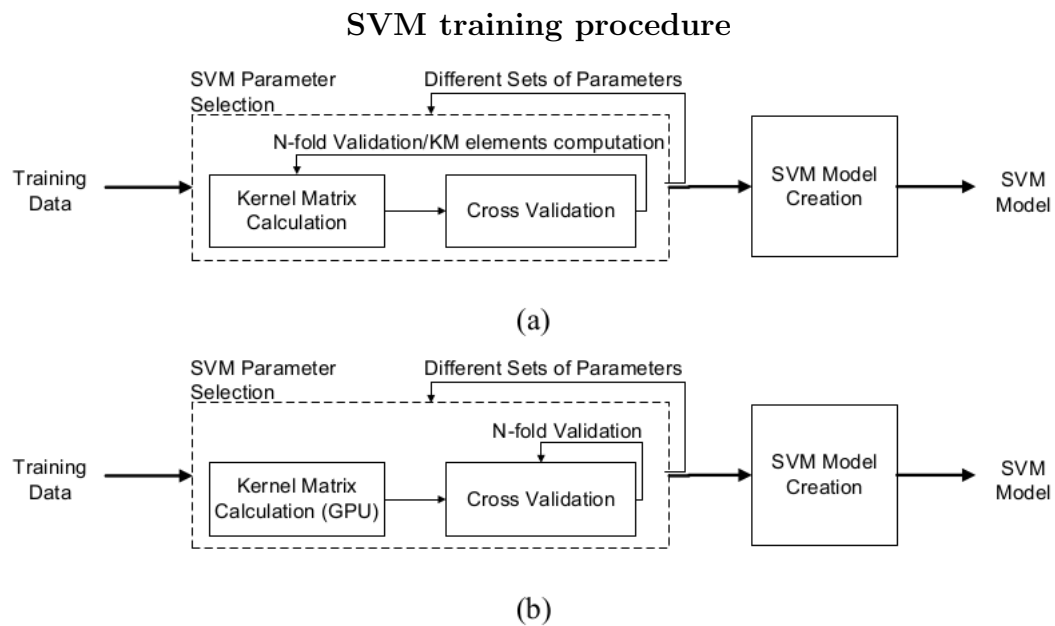 SVM training procedure
SVM Parameter
Selection
Different Sets of Parameters
N-fold Validation/KM elements computation
Training
Data
Kernel Matrix
Calculation
Cross Validation
SVM Model
Creation
SVM
Model
(a)
SVM Parameter
Selection
Different Sets of Parameters
N-fold Validation
Training
Data
Kernel Matrix
Calculation (GPU)
Cross Validation
SVM Model
Creation
SVM
Model
(b)